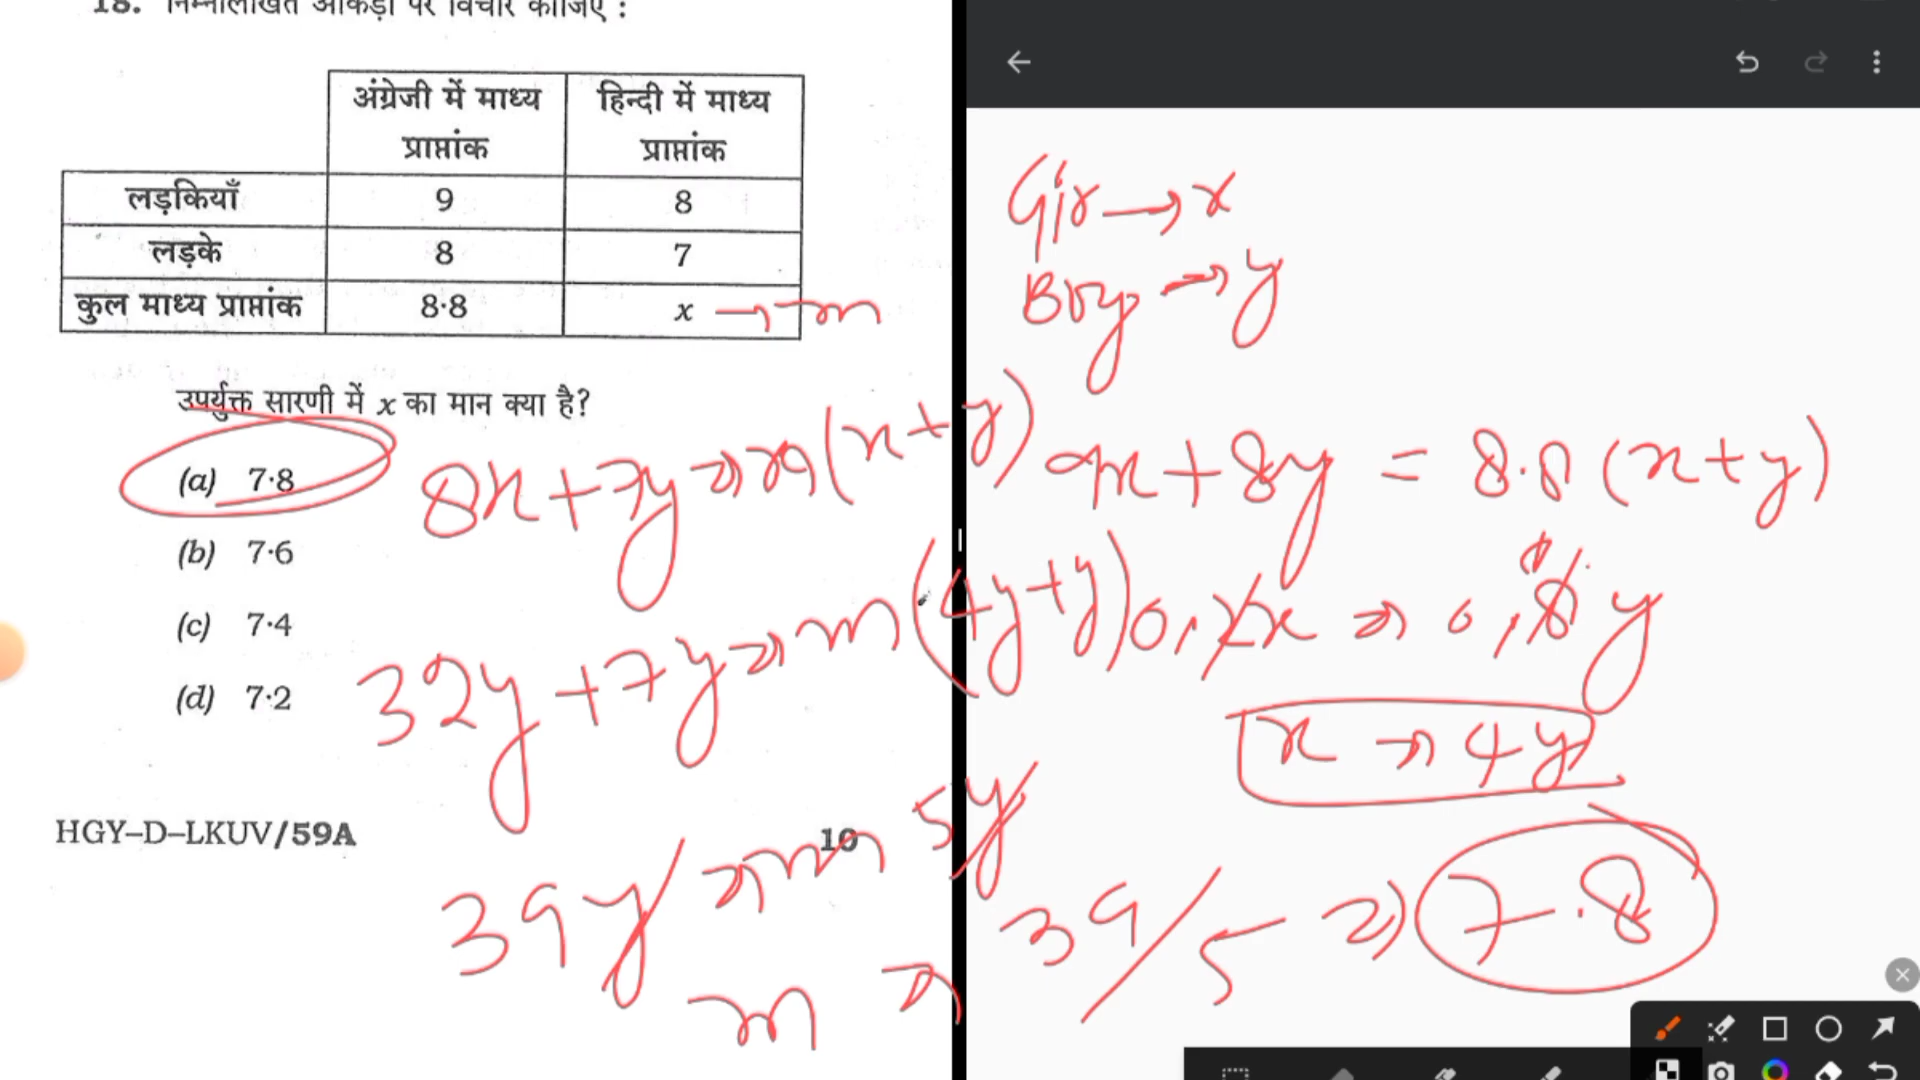 18. निम्नलिखित आँकड़ों पर विचार कीजिए :
अंग्रेजी में माध्य प्राप्तांक
हिन्दी में माध्य प्राप्तांक
लड़कियाँ 9 8
लड़के 8 7
कुल माध्य प्राप्तांक 8·8 x → m
उपर्युक्त सारणी में x का मान क्या है?
(a) 7·8
(b) 7·6
(c) 7·4
(d) 7·2
HGY–D–LKUV/59A
10
8x + 7y ⇒ m(x+y)
32y + 7y ⇒ m(4y+y)
39y ⇒ m 5y
m ⇒ 39/5 ⇒ 7.8
Gir → x
Boy → y
9x + 8y = 8.8 (x+y)
0.2x ⇒ 0.8y
x → 4y